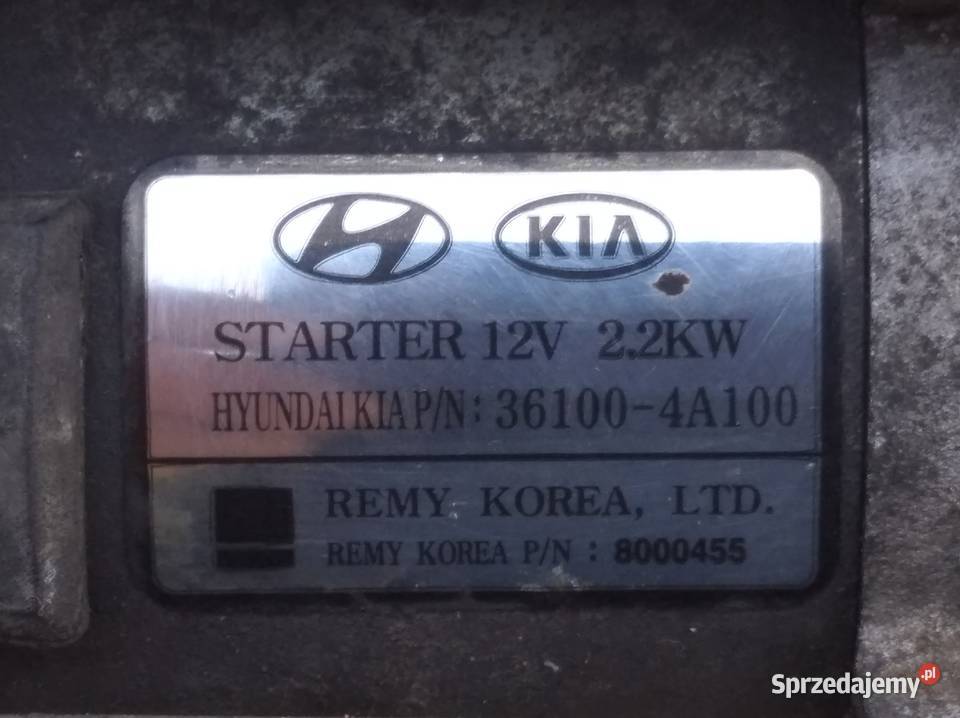 KIA
STARTER 12V 2.2KW
HYUNDAI KIA P/N: 36100-4A100
REMY KOREA, LTD.
REMY KOREA P/N : 8000455
Sprzedajemy.pl